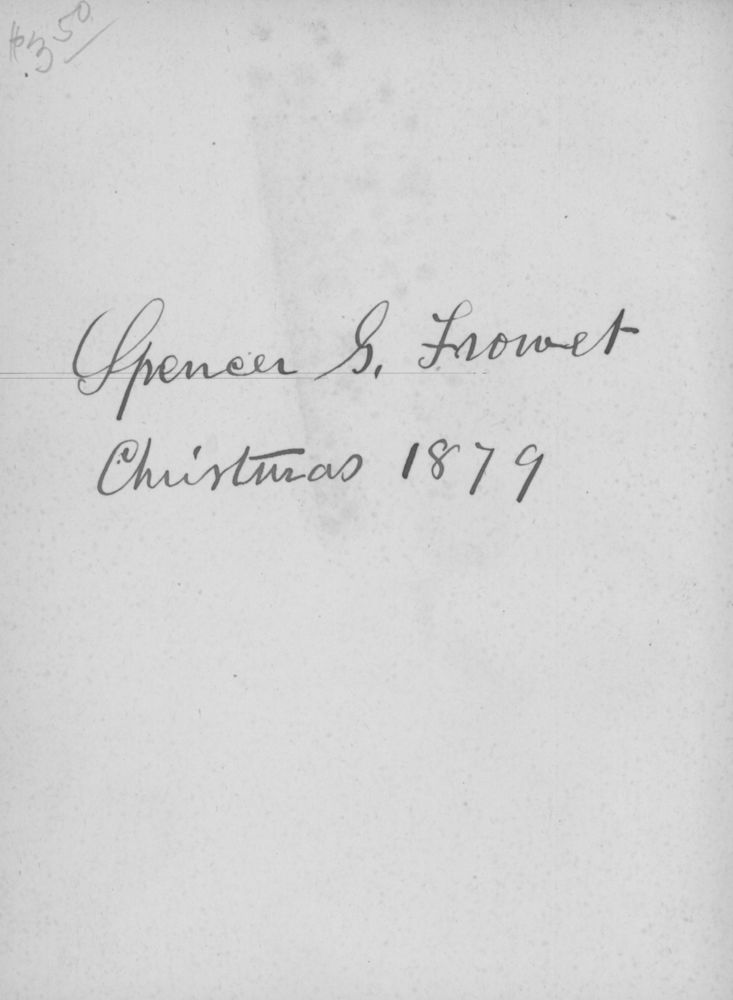 $3.50
Spencer S. Trowet
Christmas 1879